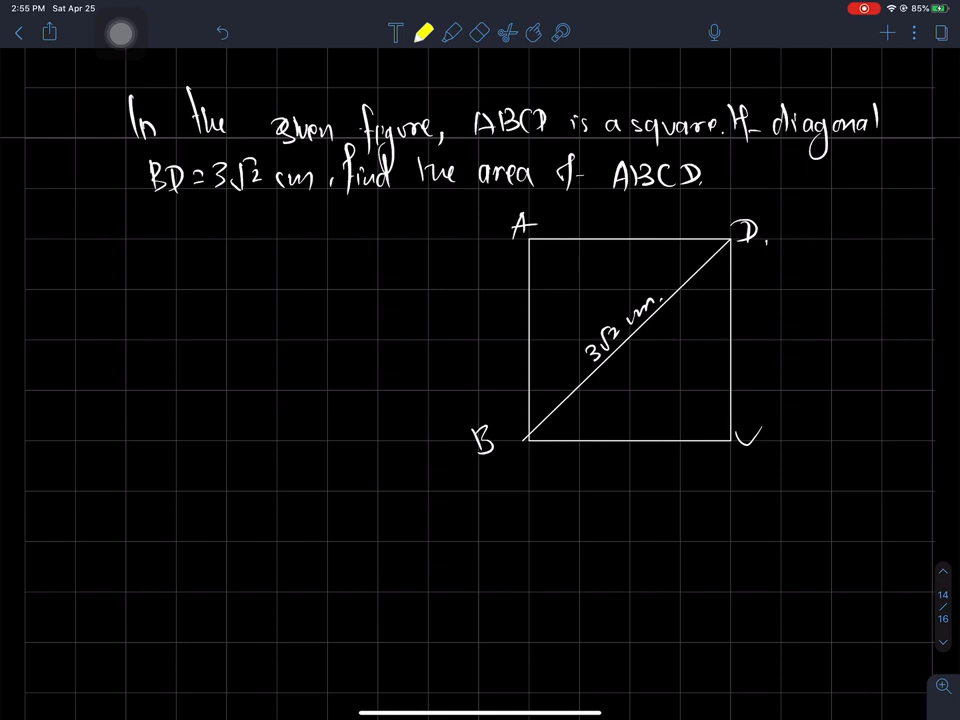 2:55 PM Sat Apr 25
85%
T
In the given figure, ABCD is a square. If diagonal
BD = 3√2 cm, find the area of ABCD.
A
D.
3√2 cm.
B
C
14
/
16